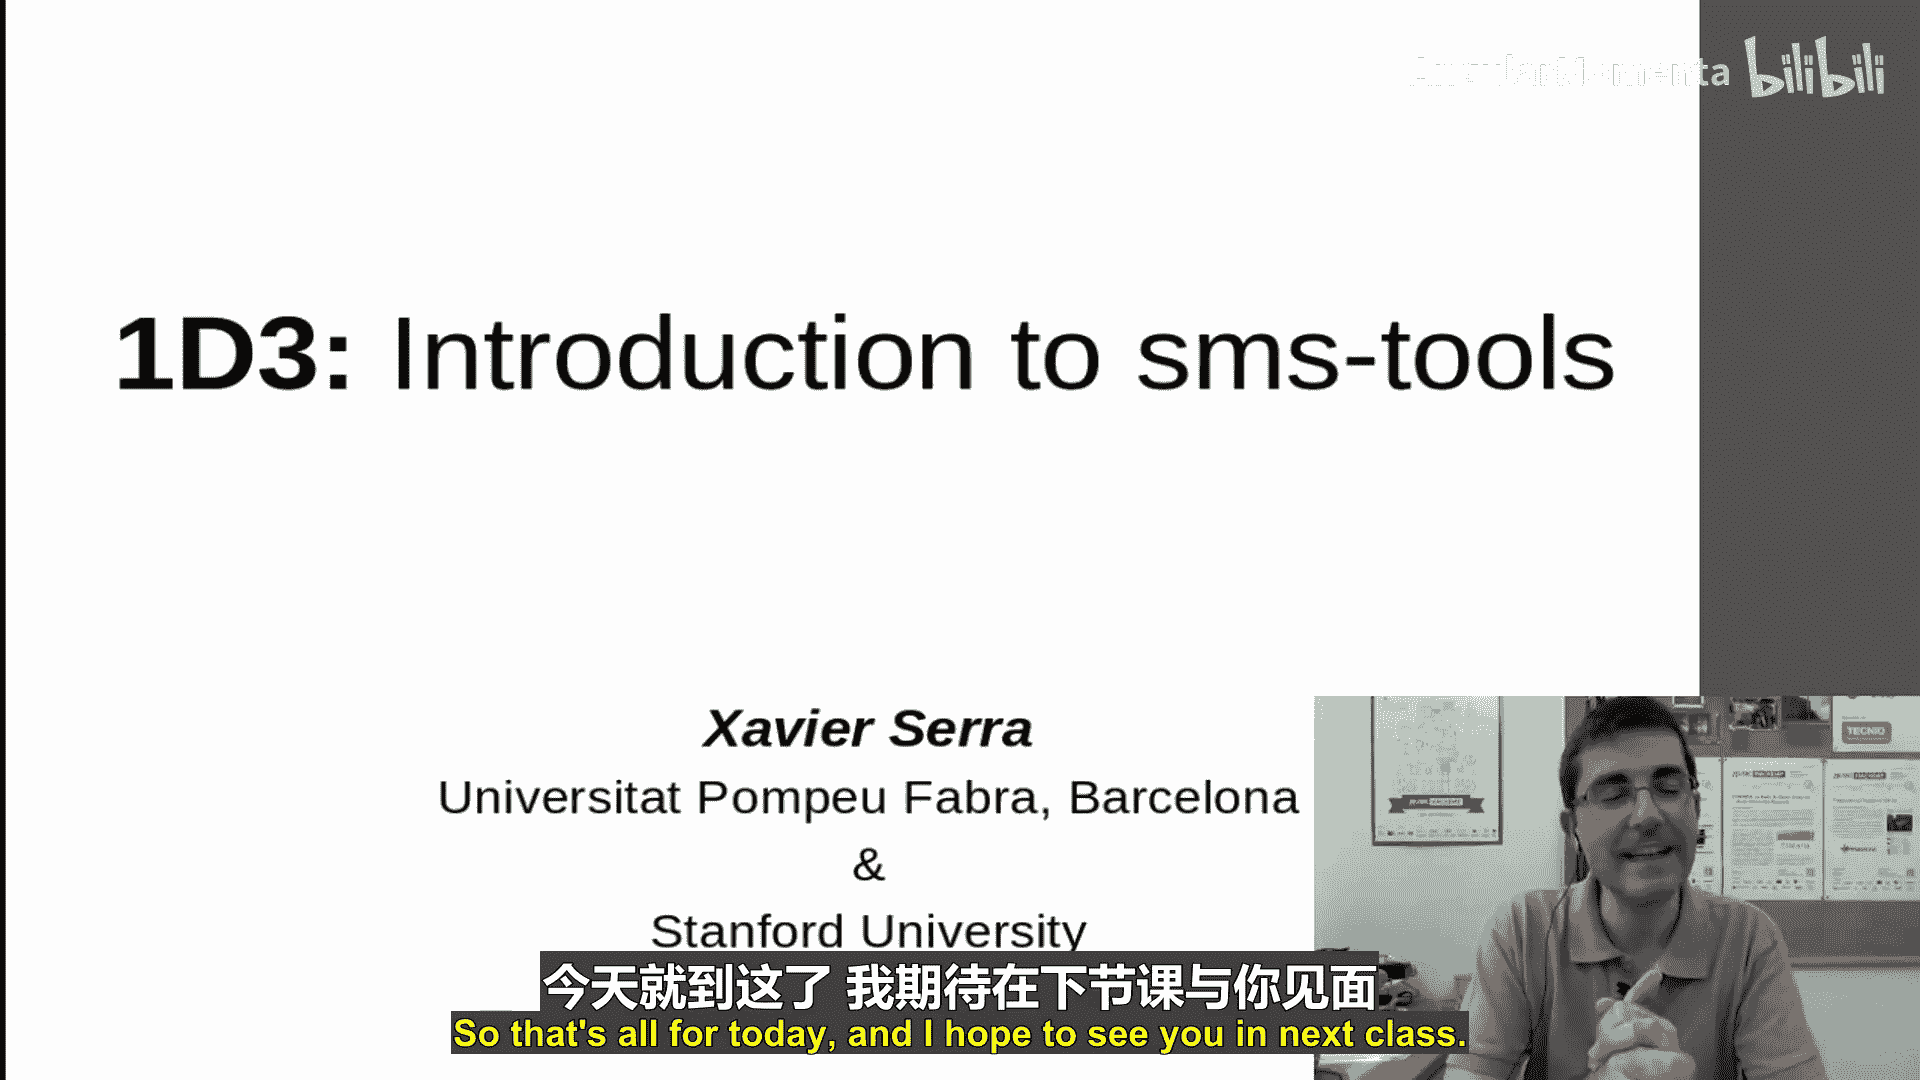 bilibili
1D3: Introduction to sms-tools
Xavier Serra
Universitat Pompeu Fabra, Barcelona
&
Stanford University
TECNIO
今天就到这了 我期待在下节课与你见面
So that's all for today, and I hope to see you in next class.